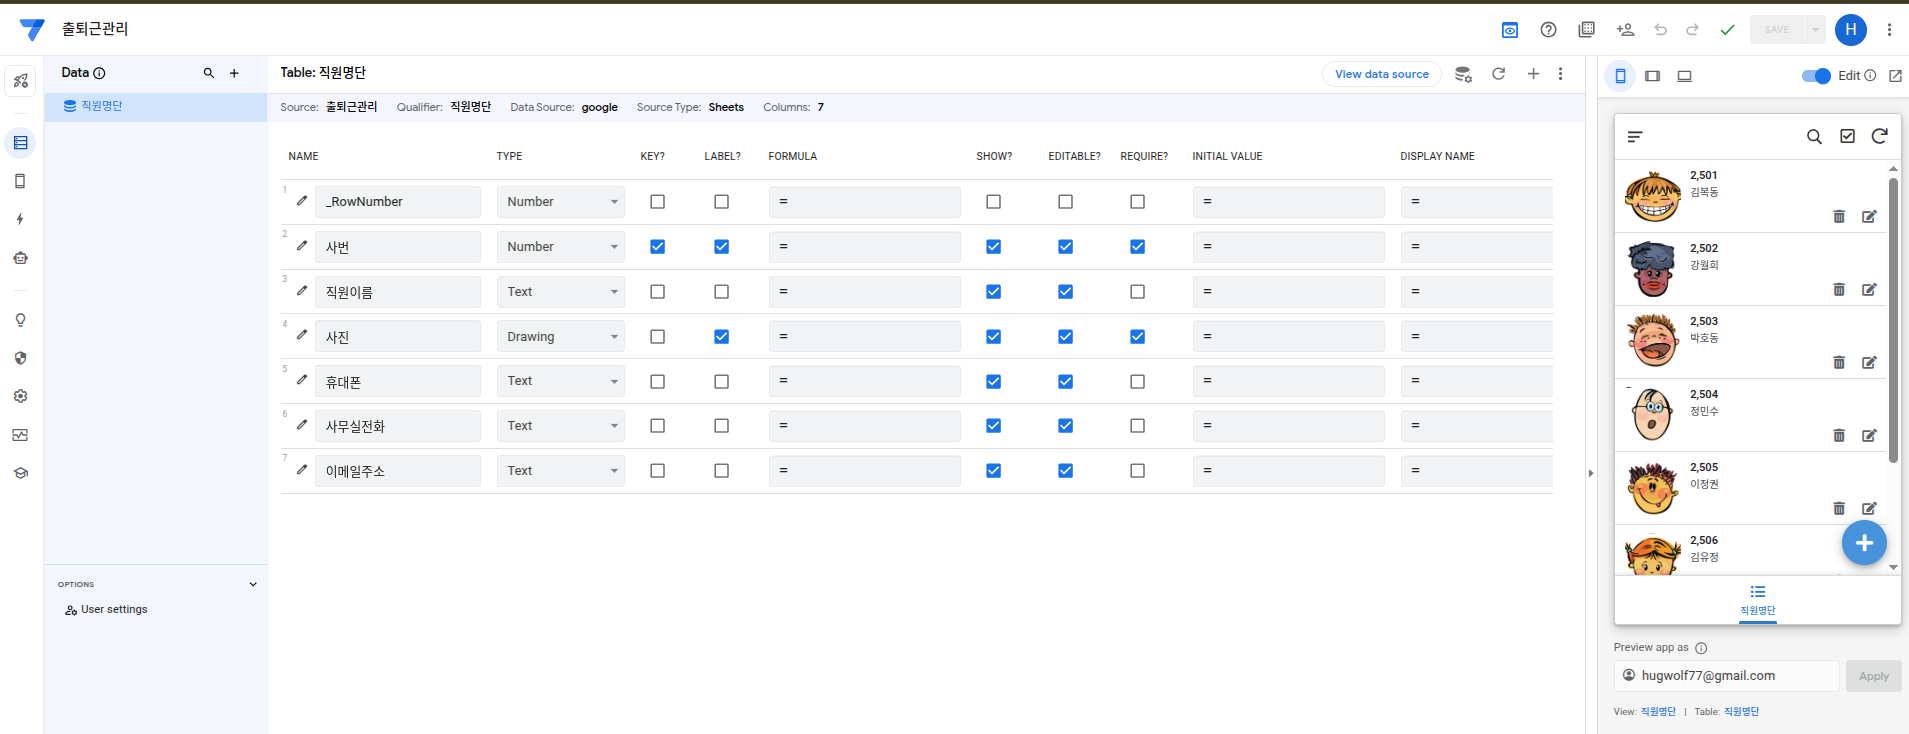 출퇴근관리
SAVE
H
Data
직원명단
OPTIONS
User settings
Table: 직원명단
View data source
Source: 출퇴근관리 Qualifier: 직원명단 Data Source: google Source Type: Sheets Columns: 7
NAME TYPE KEY? LABEL? FORMULA SHOW? EDITABLE? REQUIRE? INITIAL VALUE DISPLAY NAME
1 _RowNumber Number = = =
2 사번 Number = = =
3 직원이름 Text = = =
4 사진 Drawing = = =
5 휴대폰 Text = = =
6 사무실전화 Text = = =
7 이메일주소 Text = = =
Edit
2,501
김복동
2,502
강월희
2,503
박호동
2,504
정민수
2,505
이정권
2,506
김유정
직원명단
Preview app as
hugwolf77@gmail.com
Apply
View: 직원명단 | Table: 직원명단